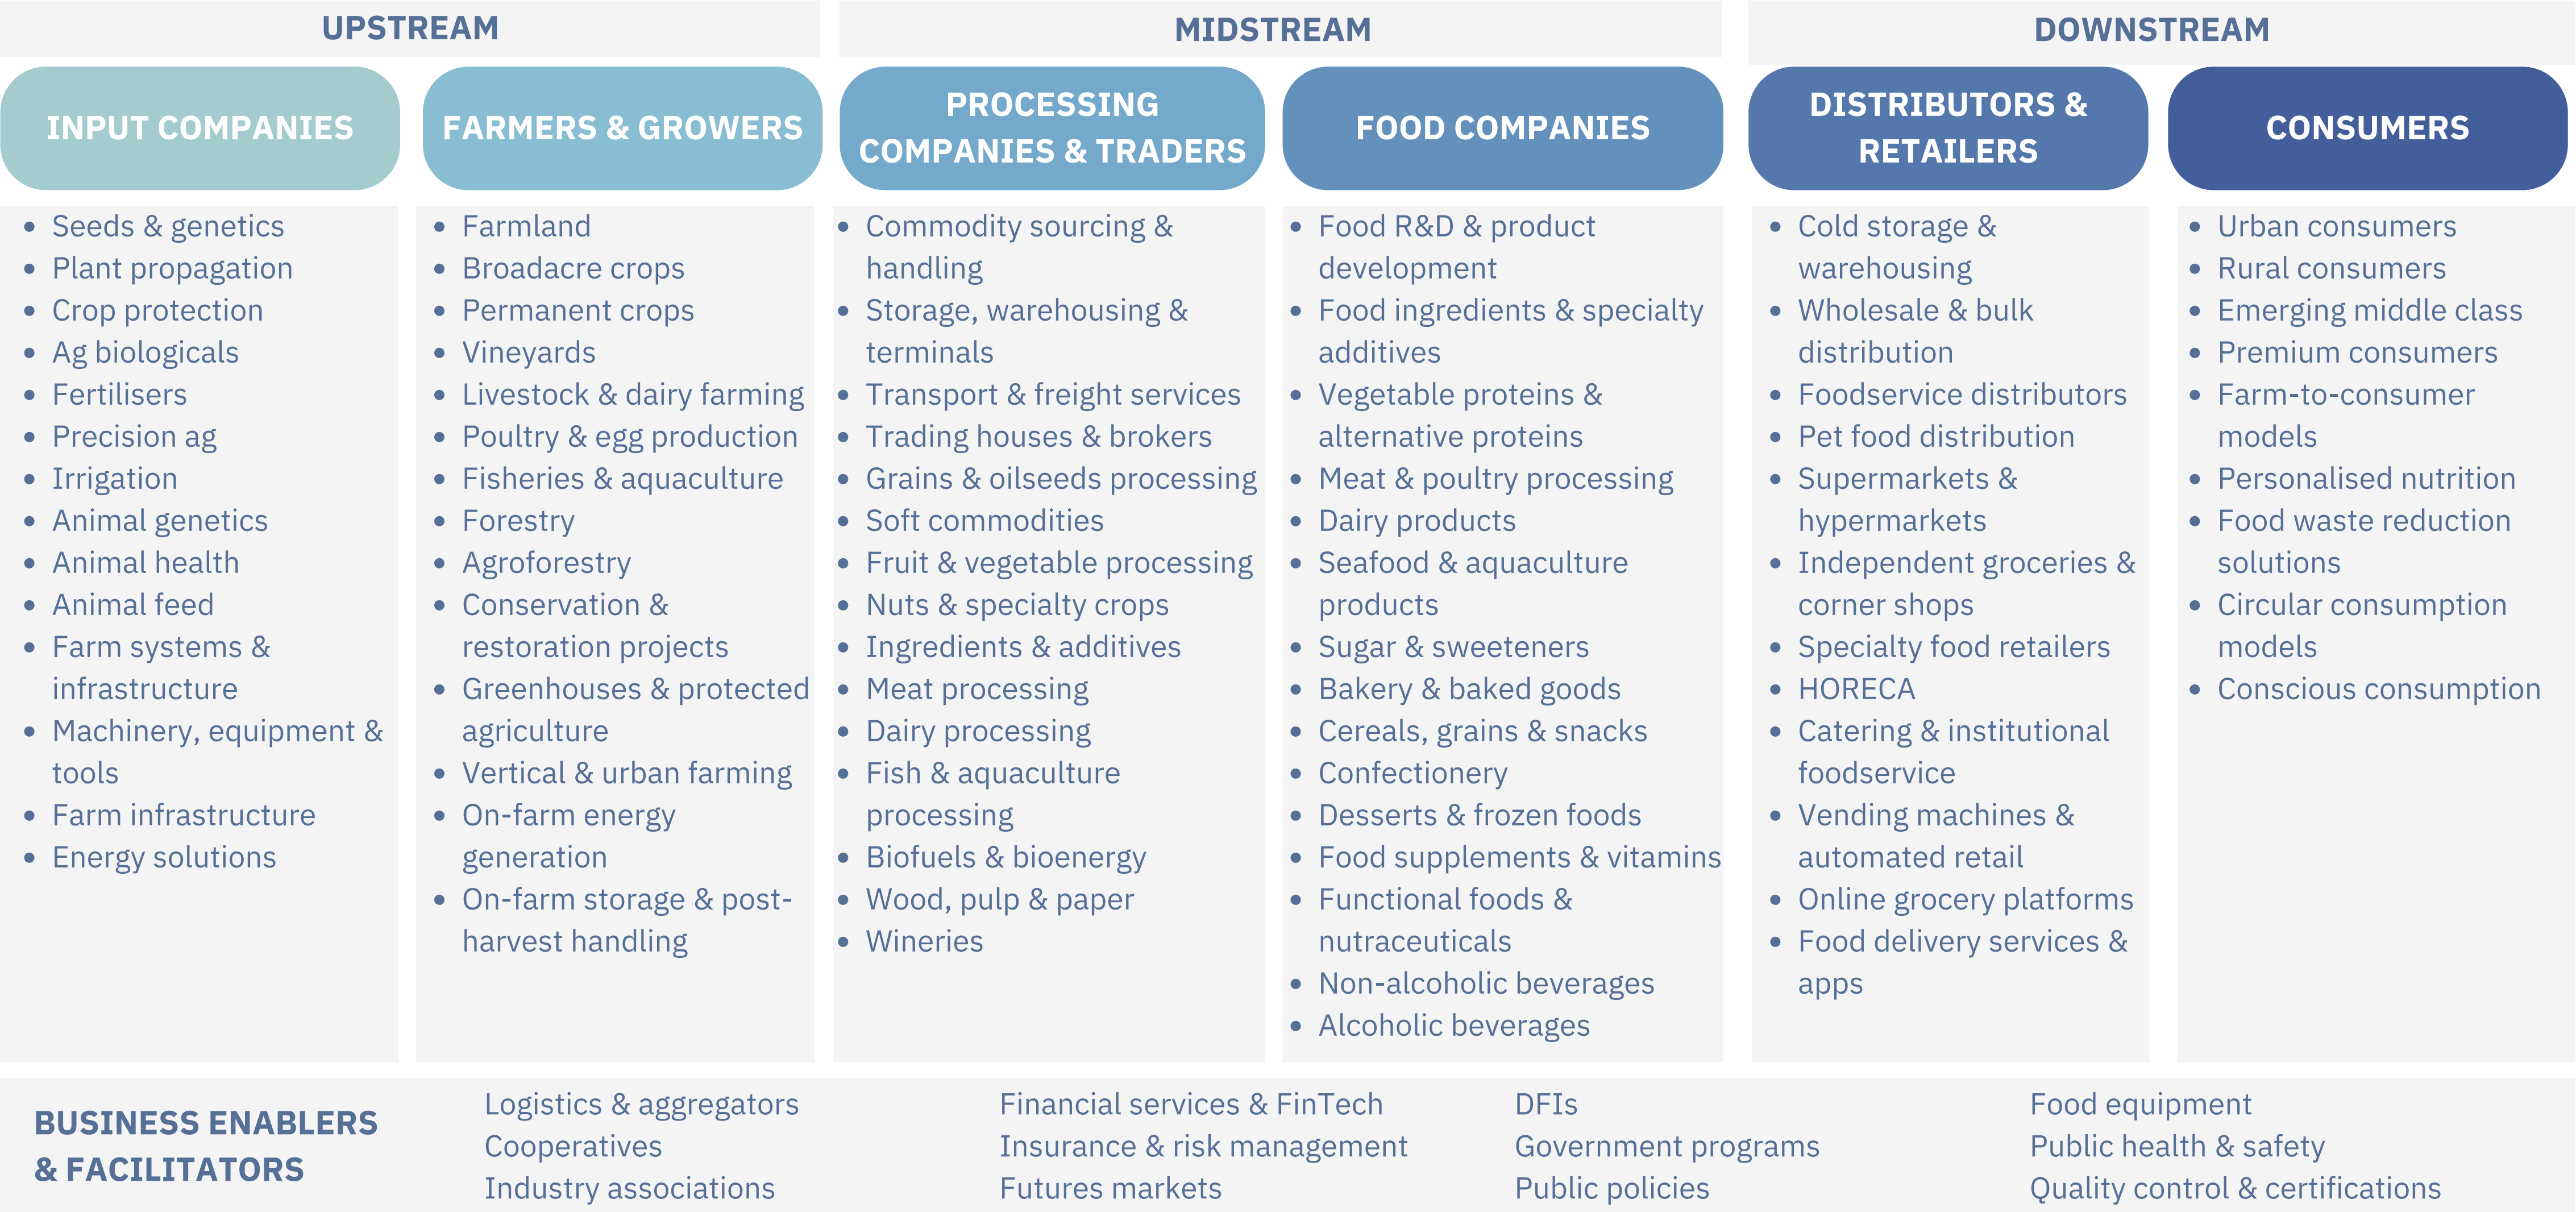 UPSTREAM
MIDSTREAM
DOWNSTREAM
INPUT COMPANIES
FARMERS & GROWERS
PROCESSING
COMPANIES & TRADERS
FOOD COMPANIES
DISTRIBUTORS &
RETAILERS
CONSUMERS
• Seeds & genetics
• Plant propagation
• Crop protection
• Ag biologicals
• Fertilisers
• Precision ag
• Irrigation
• Animal genetics
• Animal health
• Animal feed
• Farm systems &
infrastructure
• Machinery, equipment &
tools
• Farm infrastructure
• Energy solutions
• Farmland
• Broadacre crops
• Permanent crops
• Vineyards
• Livestock & dairy farming
• Poultry & egg production
• Fisheries & aquaculture
• Forestry
• Agroforestry
• Conservation &
restoration projects
• Greenhouses & protected
agriculture
• Vertical & urban farming
• On-farm energy
generation
• On-farm storage & post-
harvest handling
• Commodity sourcing &
handling
• Storage, warehousing &
terminals
• Transport & freight services
• Trading houses & brokers
• Grains & oilseeds processing
• Soft commodities
• Fruit & vegetable processing
• Nuts & specialty crops
• Ingredients & additives
• Meat processing
• Dairy processing
• Fish & aquaculture
processing
• Biofuels & bioenergy
• Wood, pulp & paper
• Wineries
• Food R&D & product
development
• Food ingredients & specialty
additives
• Vegetable proteins &
alternative proteins
• Meat & poultry processing
• Dairy products
• Seafood & aquaculture
products
• Sugar & sweeteners
• Bakery & baked goods
• Cereals, grains & snacks
• Confectionery
• Desserts & frozen foods
• Food supplements & vitamins
• Functional foods &
nutraceuticals
• Non-alcoholic beverages
• Alcoholic beverages
• Cold storage &
warehousing
• Wholesale & bulk
distribution
• Foodservice distributors
• Pet food distribution
• Supermarkets &
hypermarkets
• Independent groceries &
corner shops
• Specialty food retailers
• HORECA
• Catering & institutional
foodservice
• Vending machines &
automated retail
• Online grocery platforms
• Food delivery services &
apps
• Urban consumers
• Rural consumers
• Emerging middle class
• Premium consumers
• Farm-to-consumer
models
• Personalised nutrition
• Food waste reduction
solutions
• Circular consumption
models
• Conscious consumption
BUSINESS ENABLERS
& FACILITATORS
Logistics & aggregators
Cooperatives
Industry associations
Financial services & FinTech
Insurance & risk management
Futures markets
DFIs
Government programs
Public policies
Food equipment
Public health & safety
Quality control & certifications